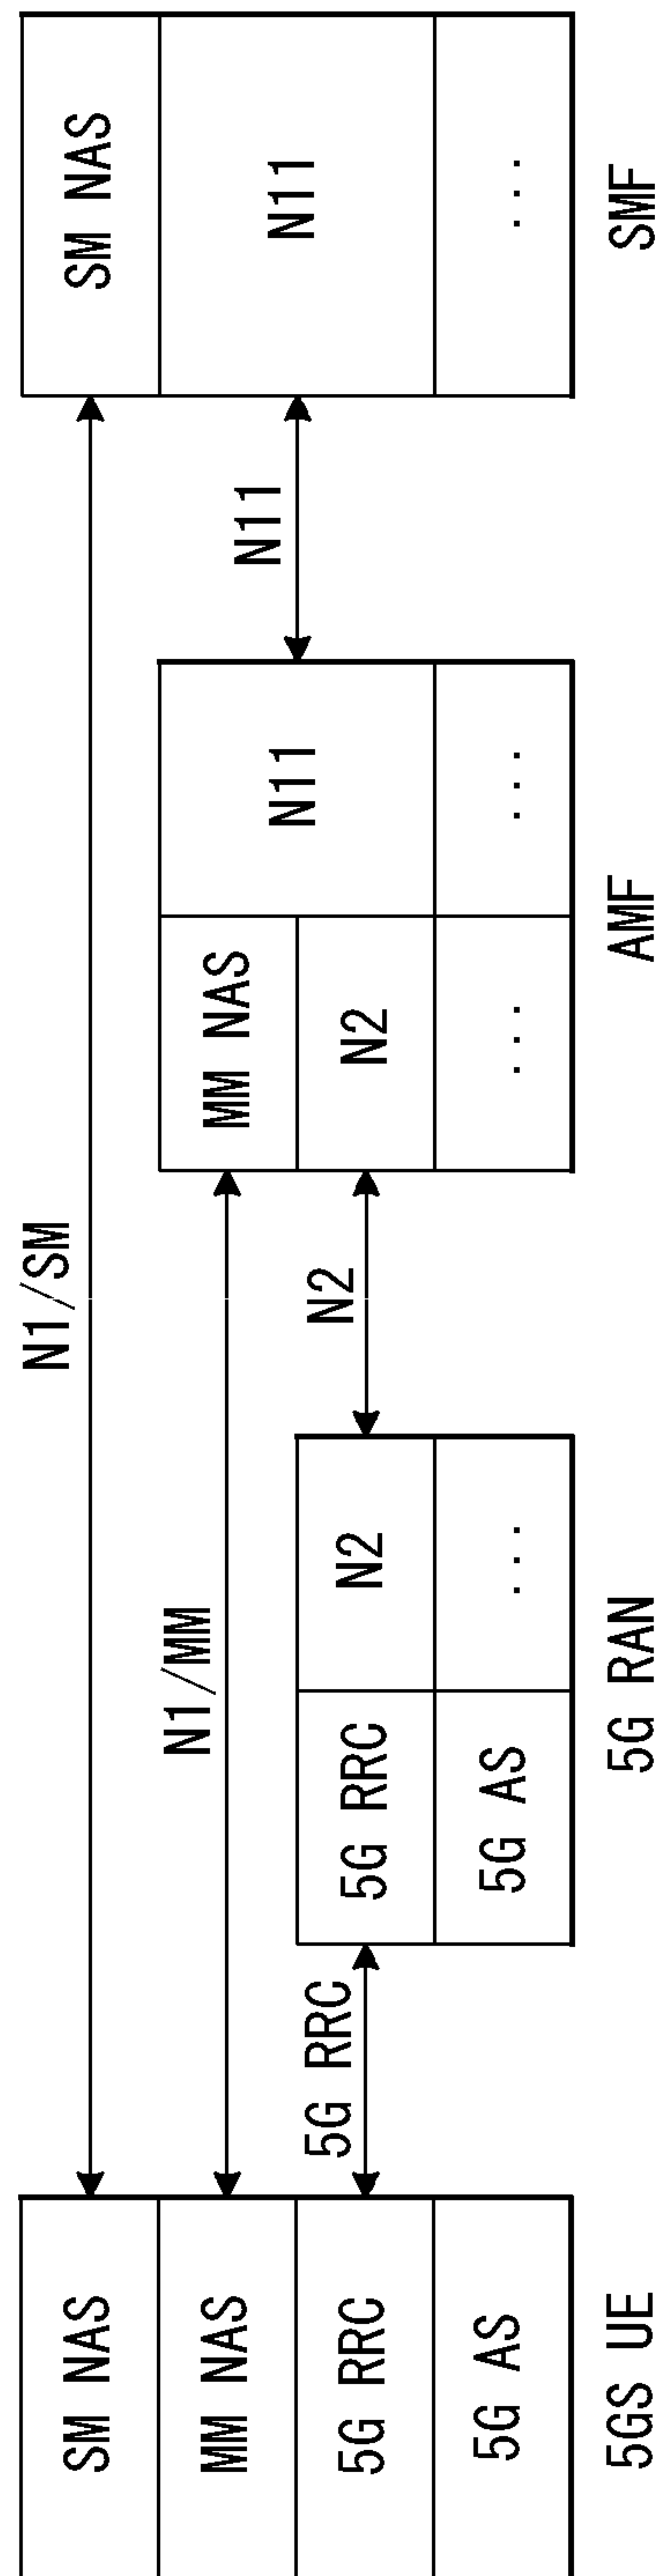 N1/SM
N1/MM
5G RRC
N2
N11
SM NAS
MM NAS
5G RRC
5G AS
5GS UE
5G RRC
N2
5G AS
...
5G RAN
MM NAS
N2
N11
...
...
AMF
SM NAS
N11
...
SMF